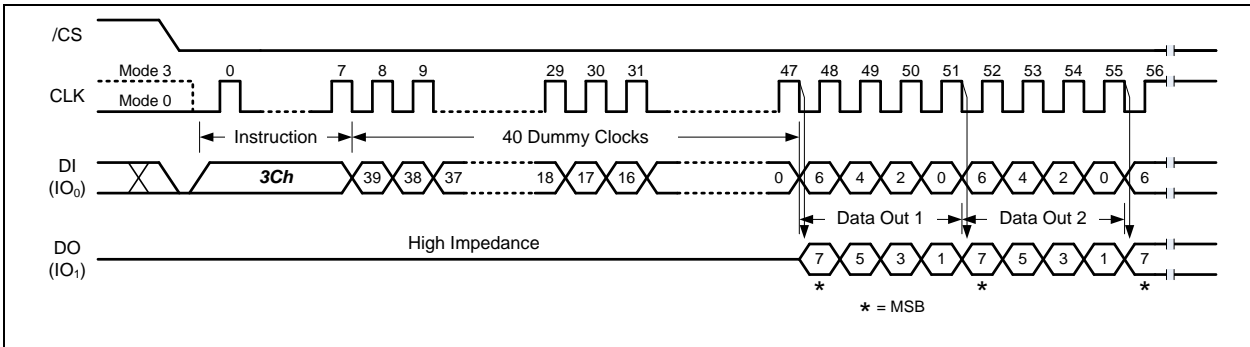 /CS
Mode 3 0 7 8 9 29 30 31 47 48 49 50 51 52 53 54 55 56
CLK
Mode 0
Instruction 40 Dummy Clocks
DI
(IO0)
3Ch 39 38 37 18 17 16 0 6 4 2 0 6 4 2 0 6
Data Out 1 Data Out 2
High Impedance
DO
(IO1)
7 5 3 1 7 5 3 1 7
* * *
* = MSB